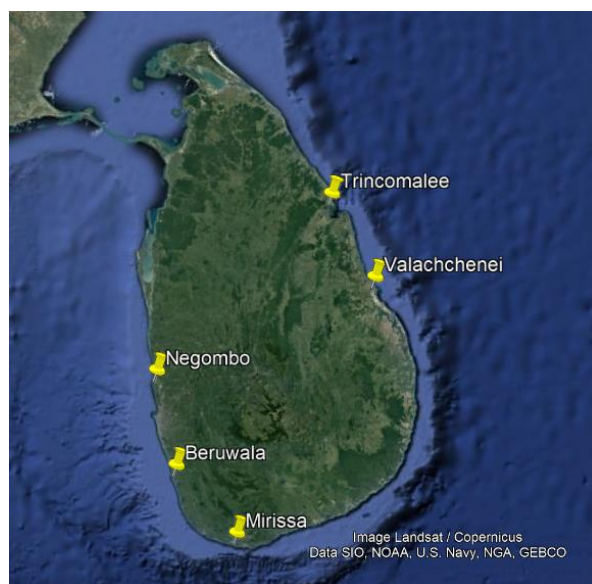 Trincomalee
Valachchenei
Negombo
Beruwala
Mirissa
Image Landsat / Copernicus
Data SIO, NOAA, U.S. Navy, NGA, GEBCO